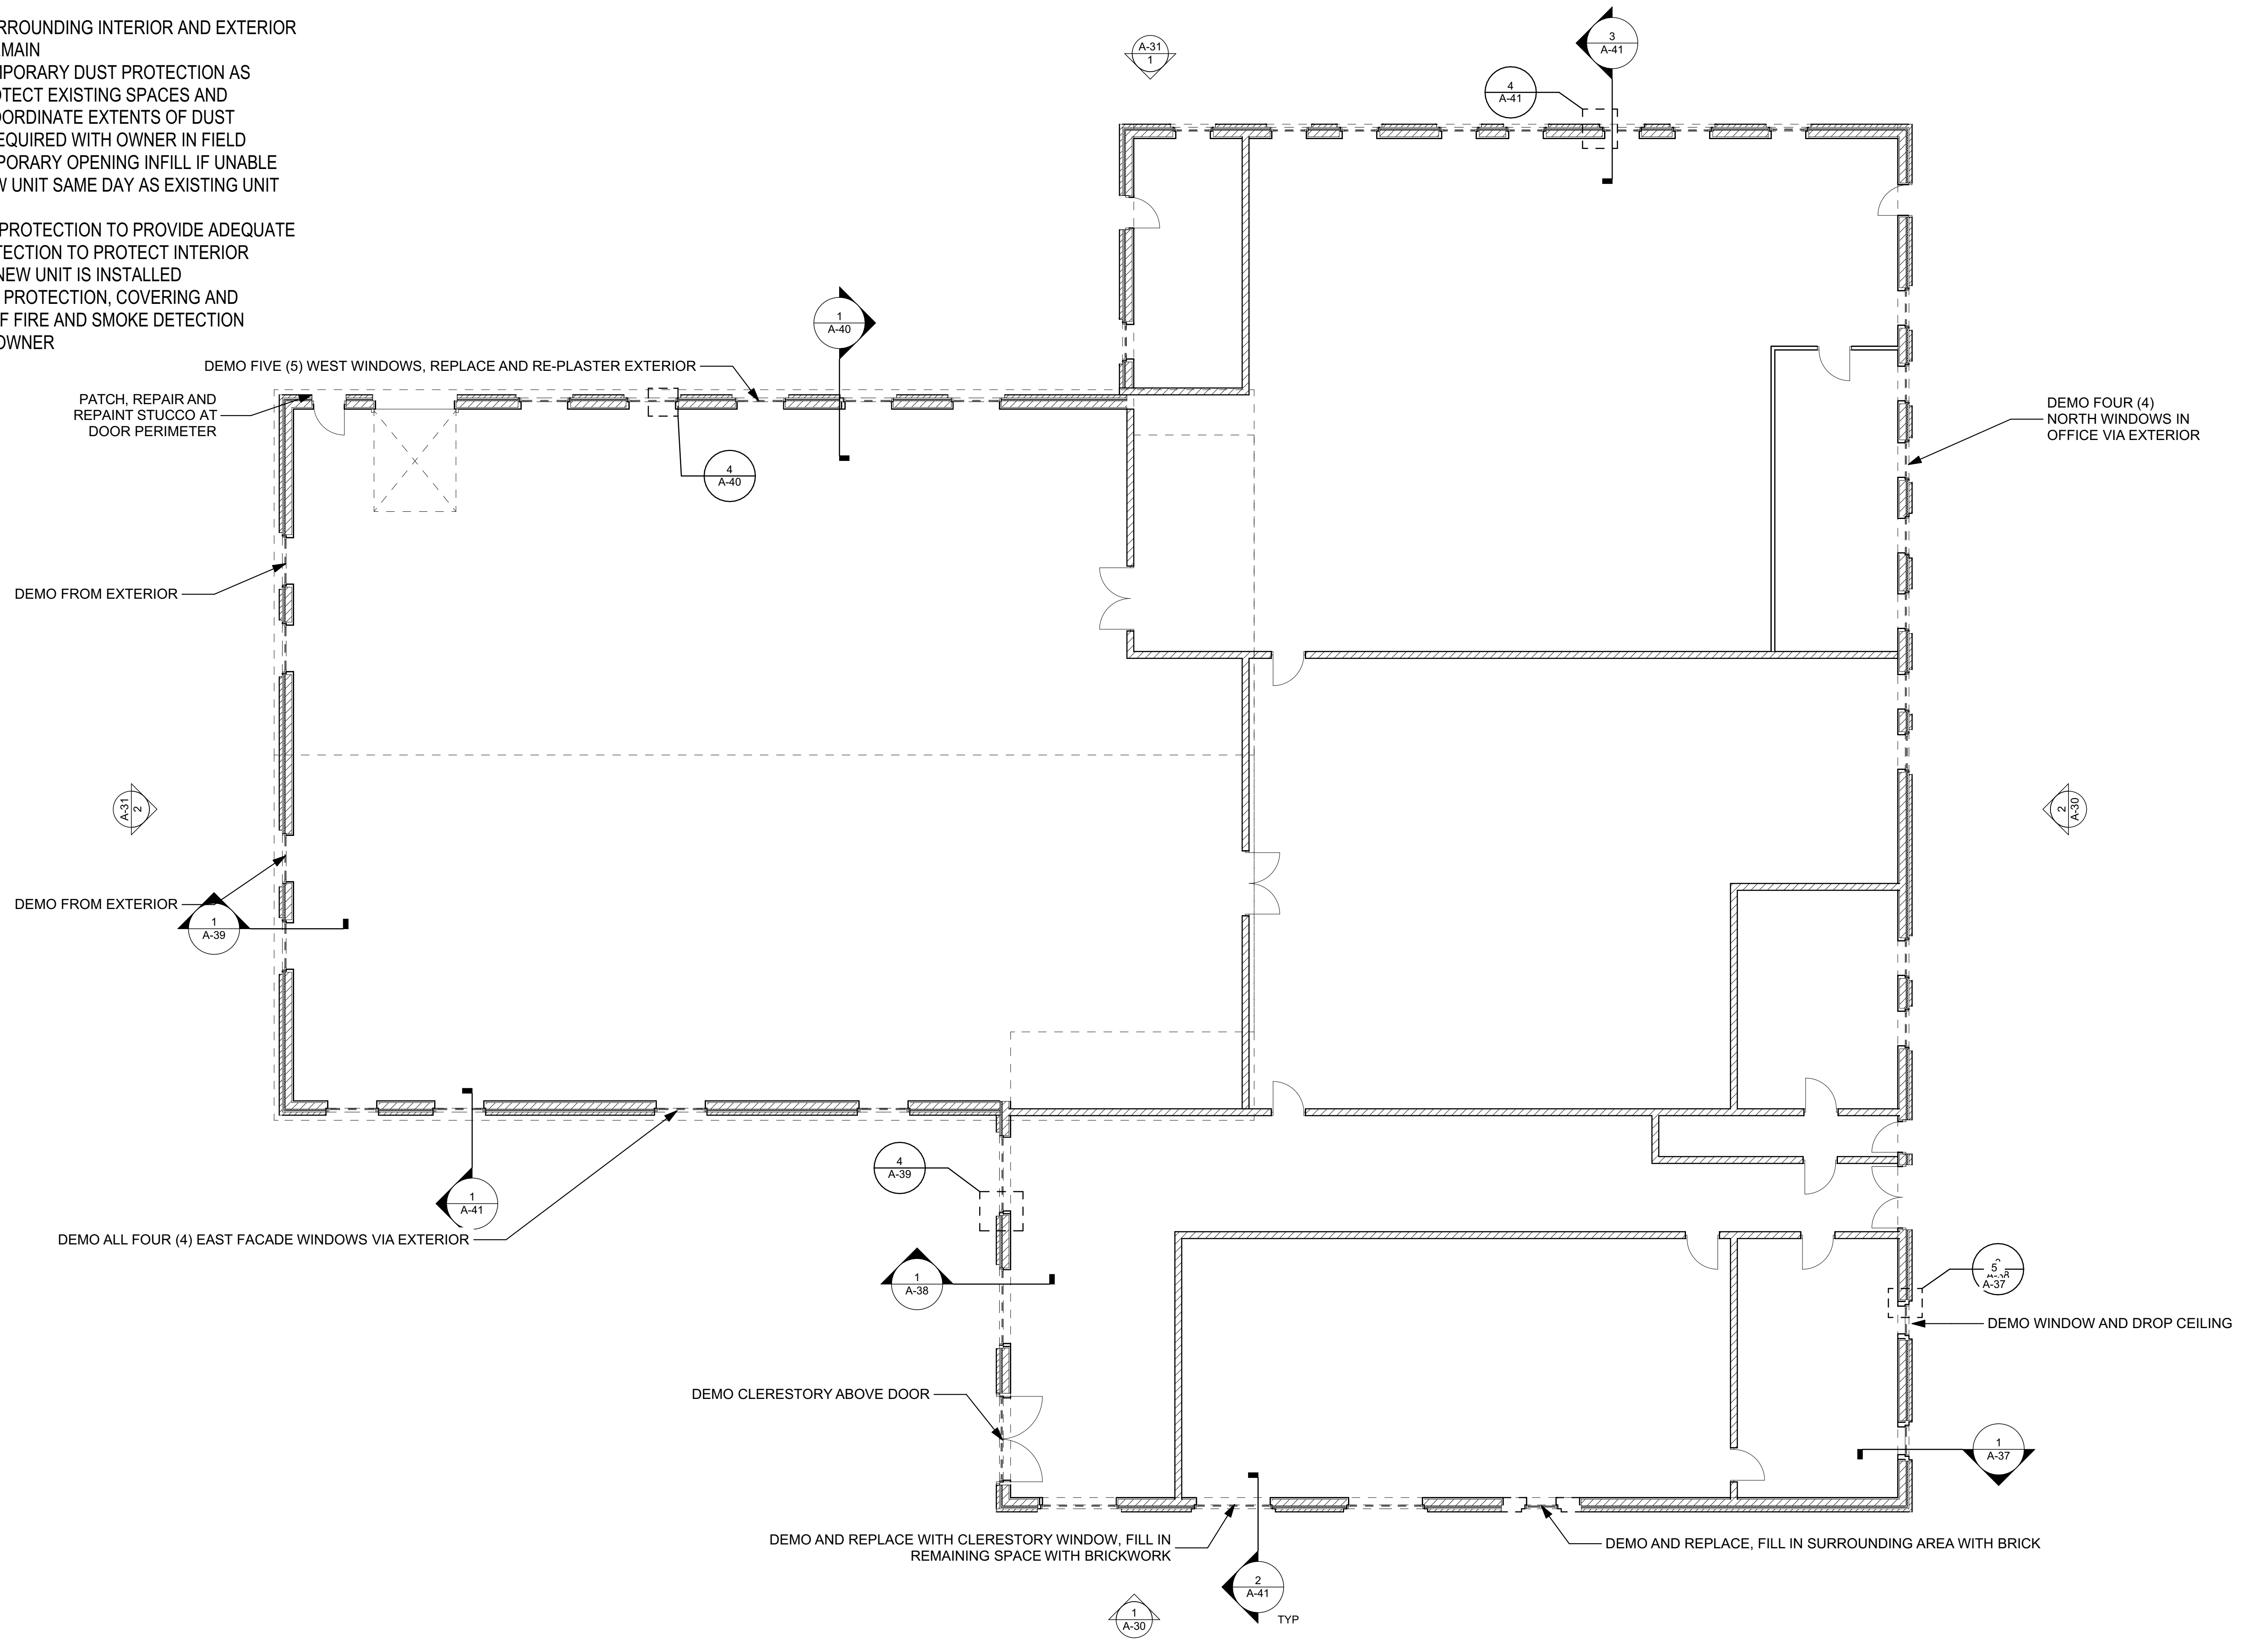 RROUNDING INTERIOR AND EXTERIOR
MAIN
PORARY DUST PROTECTION AS
TECT EXISTING SPACES AND
ORDINATE EXTENTS OF DUST
EQUIRED WITH OWNER IN FIELD
PORARY OPENING INFILL IF UNABLE
W UNIT SAME DAY AS EXISTING UNIT
PROTECTION TO PROVIDE ADEQUATE
TECTION TO PROTECT INTERIOR
NEW UNIT IS INSTALLED
PROTECTION, COVERING AND
F FIRE AND SMOKE DETECTION
OWNER
A-31
1
3
A-41
4
A-41
1
A-40
DEMO FIVE (5) WEST WINDOWS, REPLACE AND RE-PLASTER EXTERIOR
PATCH, REPAIR AND
REPAINT STUCCO AT
DOOR PERIMETER
4
A-40
DEMO FOUR (4)
NORTH WINDOWS IN
OFFICE VIA EXTERIOR
DEMO FROM EXTERIOR
A-31
2
2
A-30
DEMO FROM EXTERIOR
1
A-39
4
A-39
1
A-41
DEMO ALL FOUR (4) EAST FACADE WINDOWS VIA EXTERIOR
1
A-38
5
A-37
DEMO WINDOW AND DROP CEILING
DEMO CLERESTORY ABOVE DOOR
1
A-37
DEMO AND REPLACE WITH CLERESTORY WINDOW, FILL IN
REMAINING SPACE WITH BRICKWORK
DEMO AND REPLACE, FILL IN SURROUNDING AREA WITH BRICK
2
A-41
TYP
1
A-30